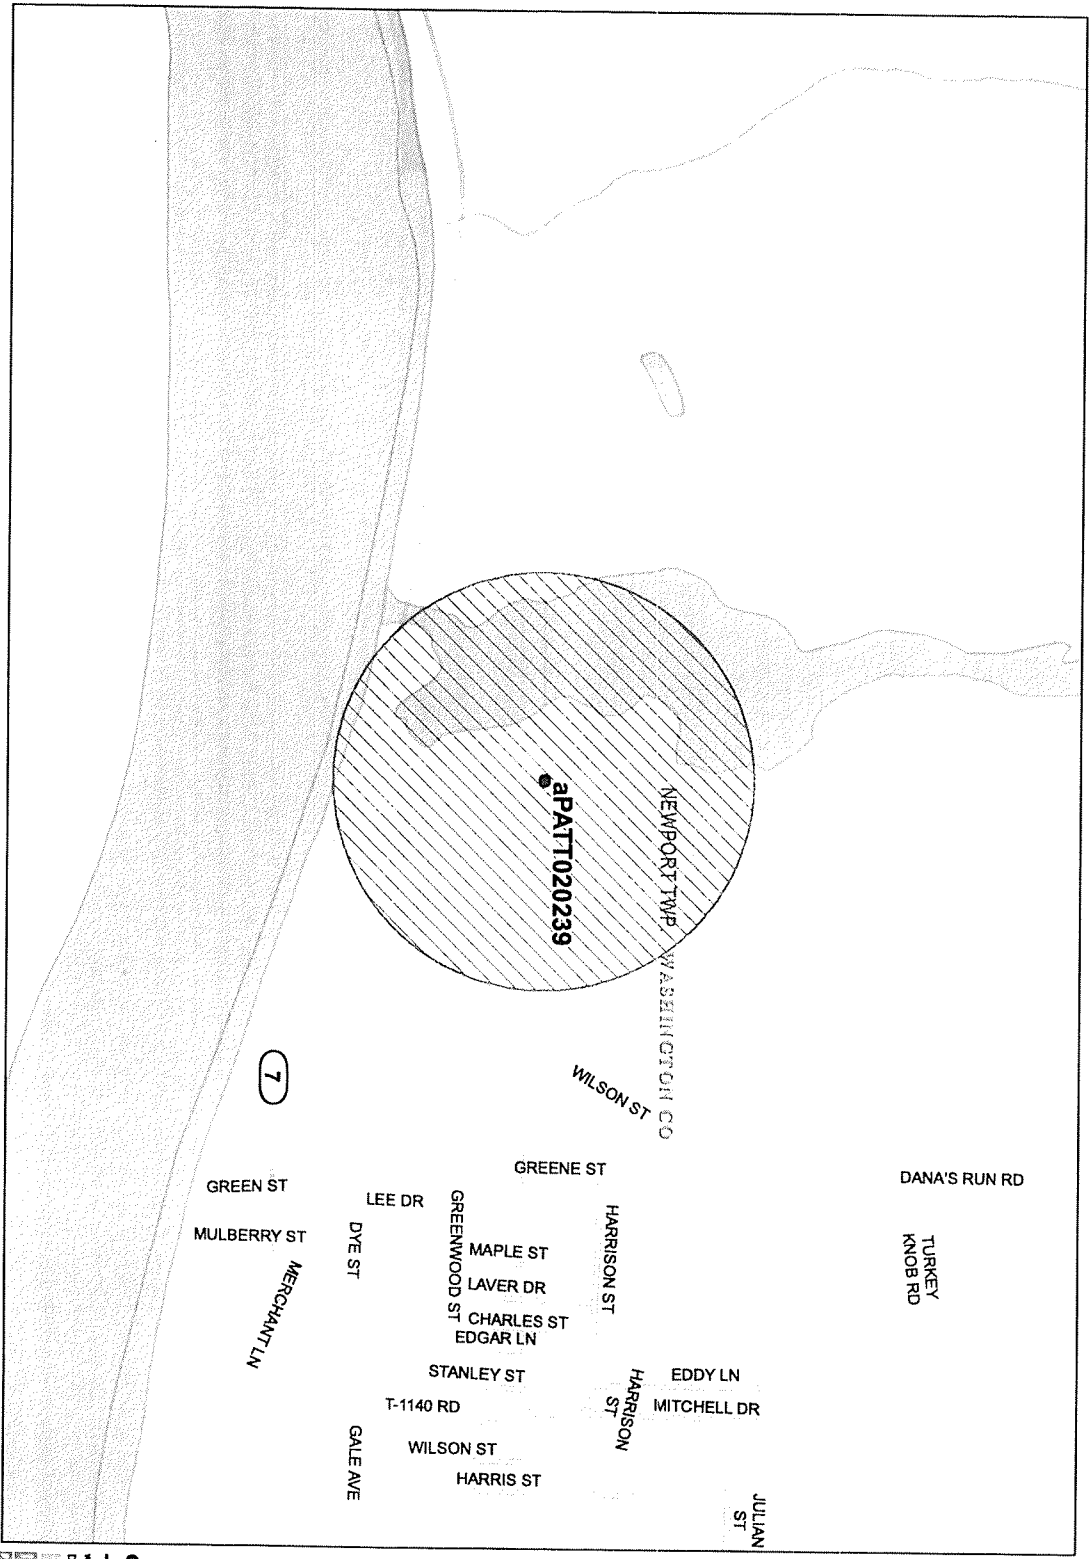 aPATT020239
NEWPORT TWP
WASHINGTON CO
WILSON ST
7
GREENE ST
DANA'S RUN RD
GREEN ST
LEE DR
GREENWOOD ST
HARRISON ST
MULBERRY ST
DYE ST
MAPLE ST
TURKEY
KNOB RD
MERCHANT LN
LAVER DR
CHARLES ST
EDGAR LN
STANLEY ST
EDDY LN
T-1140 RD
HARRISON
ST
MITCHELL DR
GALE AVE
WILSON ST
HARRIS ST
JULIAN
ST